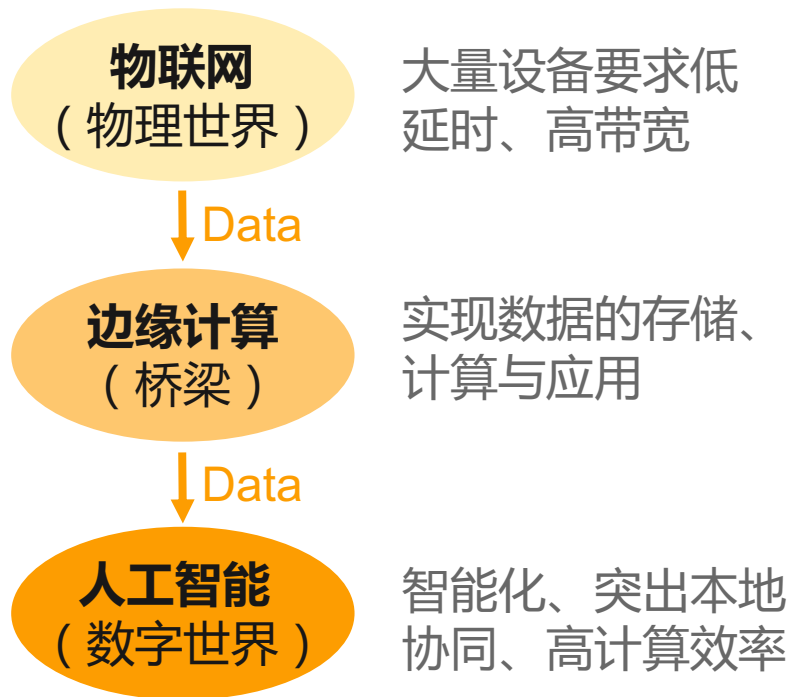 物联网
（物理世界）
大量设备要求低
延时、高带宽
Data
边缘计算
（桥梁）
实现数据的存储、
计算与应用
Data
人工智能
（数字世界）
智能化、突出本地
协同、高计算效率